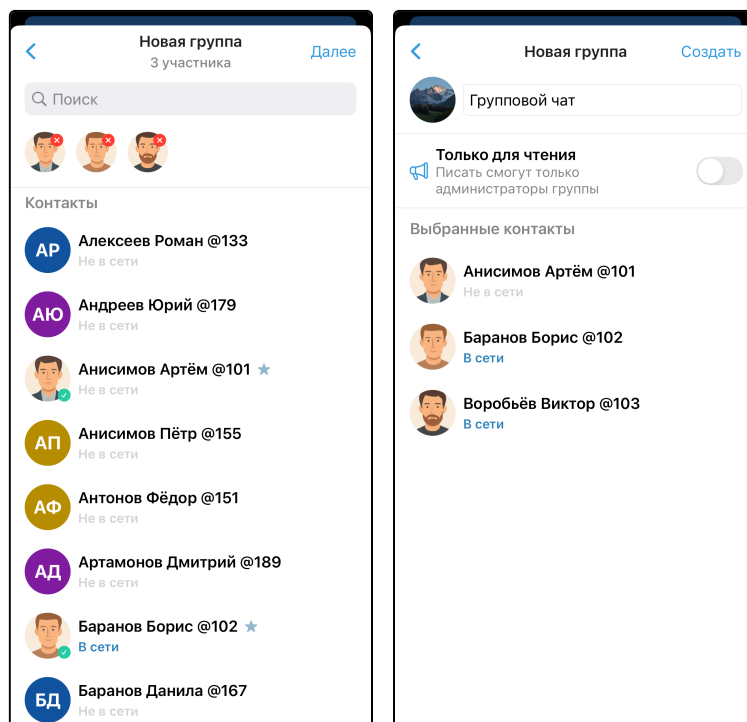 Новая группа
3 участника
Далее
Поиск
Контакты
АР
Алексеев Роман @133
Не в сети
АЮ
Андреев Юрий @179
Не в сети
Анисимов Артём @101
Не в сети
АП
Анисимов Пётр @155
Не в сети
АФ
Антонов Фёдор @151
Не в сети
АД
Артамонов Дмитрий @189
Не в сети
Баранов Борис @102
В сети
БД
Баранов Данила @167
Не в сети
Новая группа
Создать
Групповой чат
Только для чтения
Писать смогут только
администраторы группы
Выбранные контакты
Анисимов Артём @101
Не в сети
Баранов Борис @102
В сети
Воробьёв Виктор @103
В сети